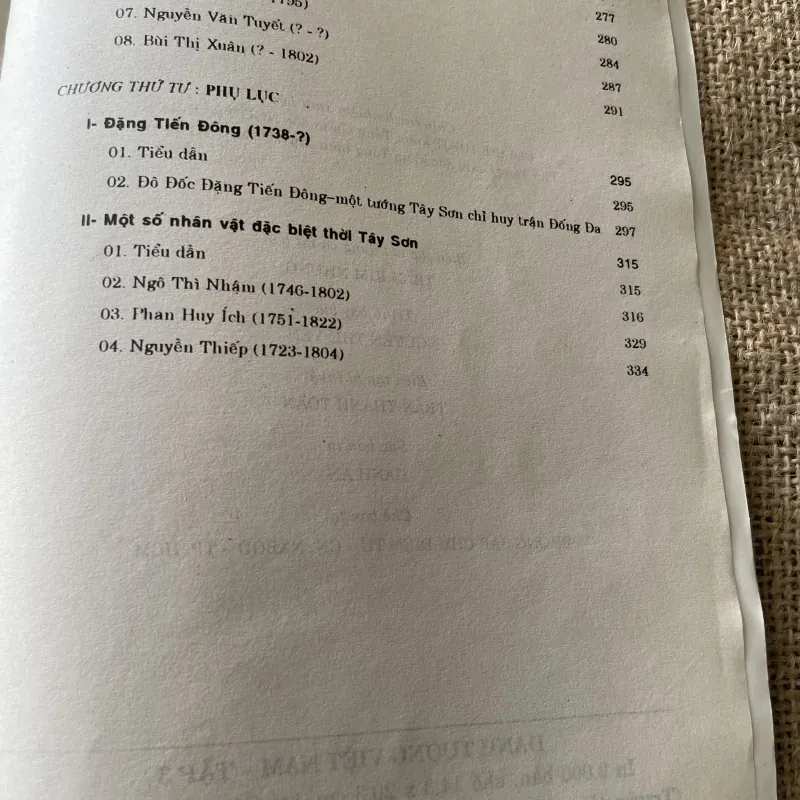 277
1795) 280
07. Nguyễn Văn Tuyết (? - ?) 284
08. Bùi Thị Xuân (? - 1802) 287
CHƯƠNG THỨ TƯ : PHỤ LỤC 291
I- Đặng Tiến Đông (1738-?) 295
01. Tiểu dẫn 295
02. Đô Đốc Đặng Tiến Đông–một tướng Tây Sơn chỉ huy trận Đống Đa 297
II- Một số nhân vật đặc biệt thời Tây Sơn 315
01. Tiểu dẫn 315
02. Ngô Thì Nhậm (1746-1802) 316
03. Phan Huy Ích (1751-1822) 329
04. Nguyễn Thiếp (1723-1804) 334